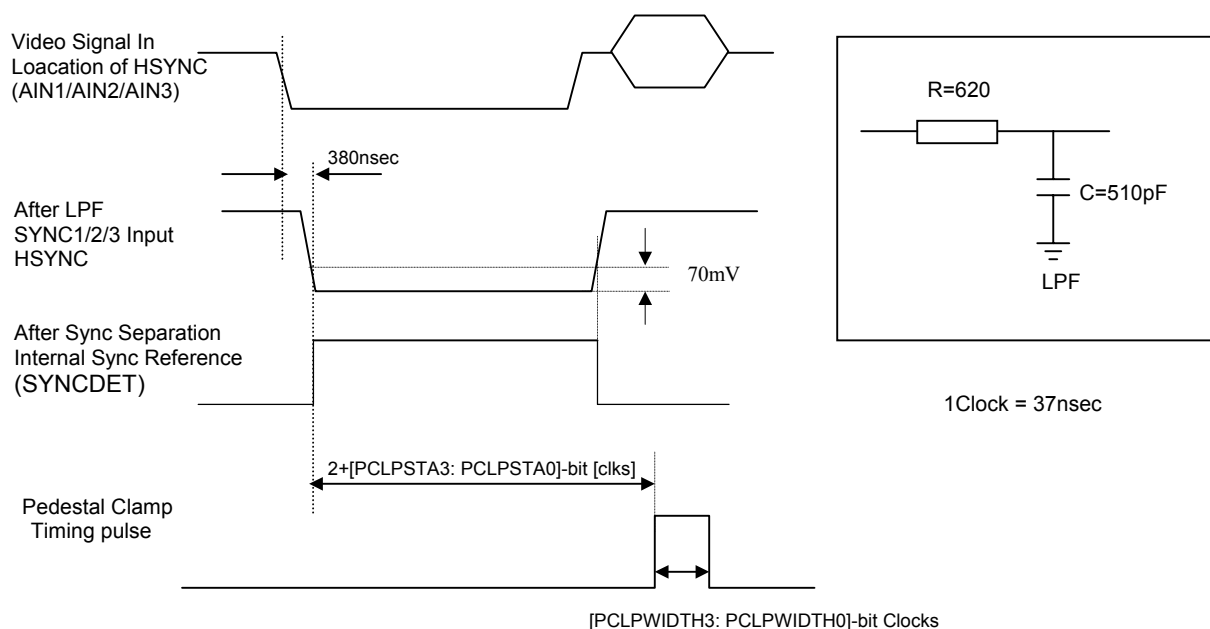 Video Signal In
Loacation of HSYNC
(AIN1/AIN2/AIN3)
R=620
380nsec
C=510pF
After LPF
SYNC1/2/3 Input
HSYNC
70mV
LPF
After Sync Separation
Internal Sync Reference
(SYNCDET)
1Clock = 37nsec
2+[PCLPSTA3: PCLPSTA0]-bit [clks]
Pedestal Clamp
Timing pulse
[PCLPWIDTH3: PCLPWIDTH0]-bit Clocks